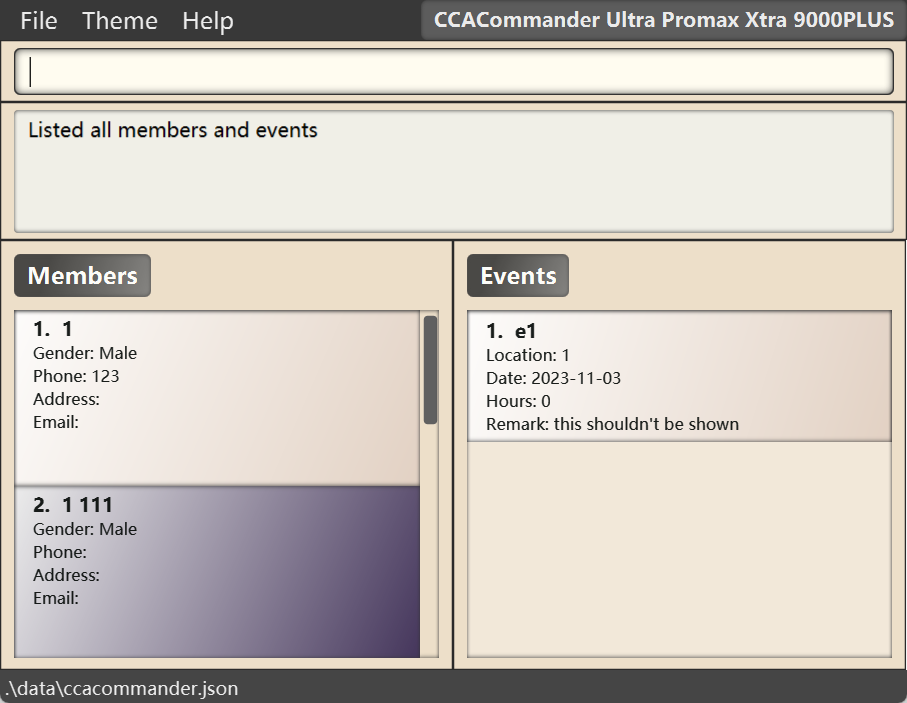 File Theme Help CCACommander Ultra Promax Xtra 9000PLUS
Listed all members and events
Members
1. 1
Gender: Male
Phone: 123
Address:
Email:
2. 1 111
Gender: Male
Phone:
Address:
Email:
Events
1. e1
Location: 1
Date: 2023-11-03
Hours: 0
Remark: this shouldn't be shown
.\data\ccacommander.json